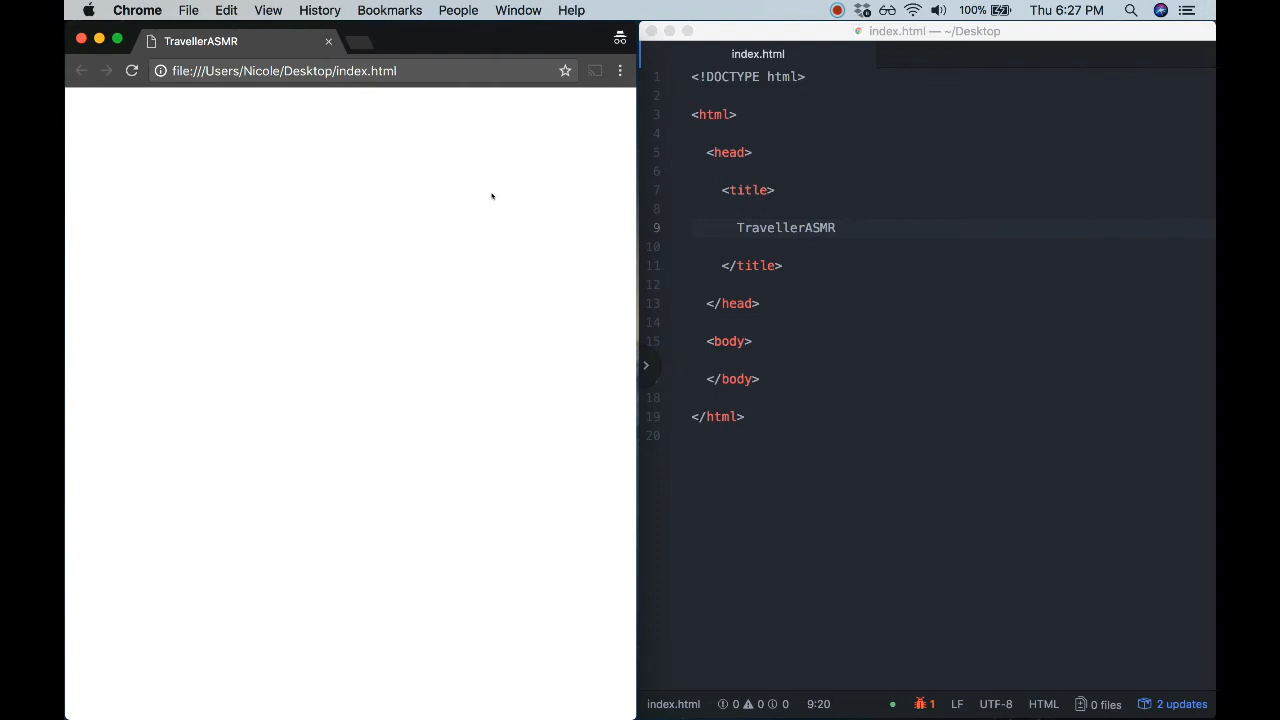 Chrome File Edit View History Bookmarks People Window Help 100% Thu 6:27 PM
TravellerASMR
file:///Users/Nicole/Desktop/index.html
index.html — ~/Desktop
index.html
1 <!DOCTYPE html>
2
3 <html>
4
5 <head>
6
7 <title>
8
9 TravellerASMR
10
11 </title>
12
13 </head>
14
15 <body>
</body>
18
19 </html>
20
index.html 0 0 0 9:20 1 LF UTF-8 HTML 0 files 2 updates